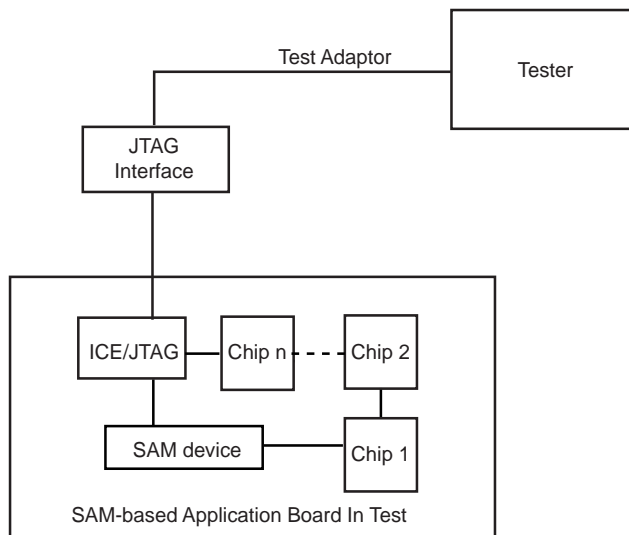 Test Adaptor
Tester
JTAG
Interface
ICE/JTAG
Chip n
Chip 2
SAM device
Chip 1
SAM-based Application Board In Test